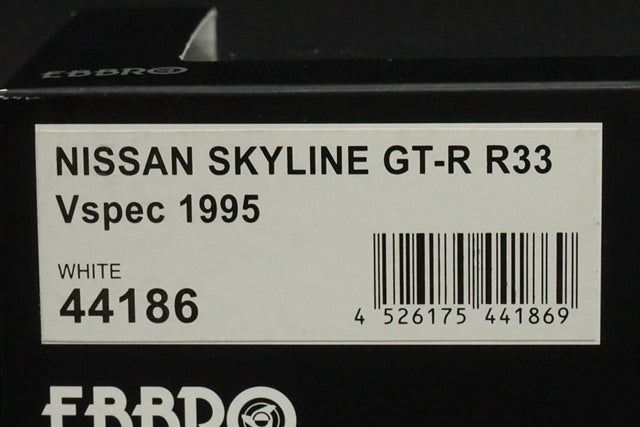 EBBRO
NISSAN SKYLINE GT-R R33
Vspec 1995
WHITE
44186
4 526175 441869
EBBRO